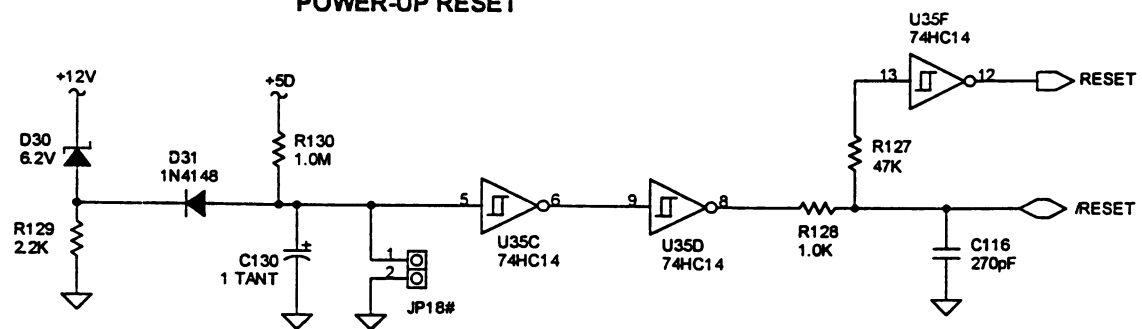 POWER-UP RESET
U35F
74HC14
+12V
+5D
13
12
RESET
D30
6.2V
D31
1N4148
R130
1.0M
R127
47K
5
6
9
8
/RESET
R129
2.2K
C130
1 TANT
+
1
2
JP18#
U35C
74HC14
U35D
74HC14
R128
1.0K
C116
270pF